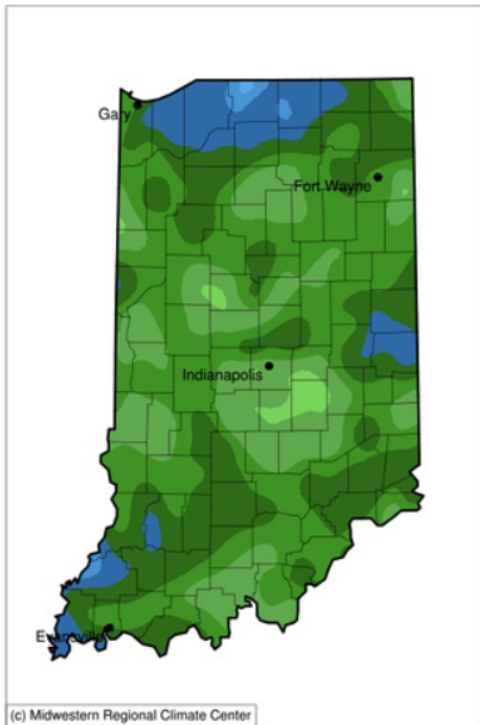 Gary
Fort Wayne
Indianapolis
Evansville
(c) Midwestern Regional Climate Center